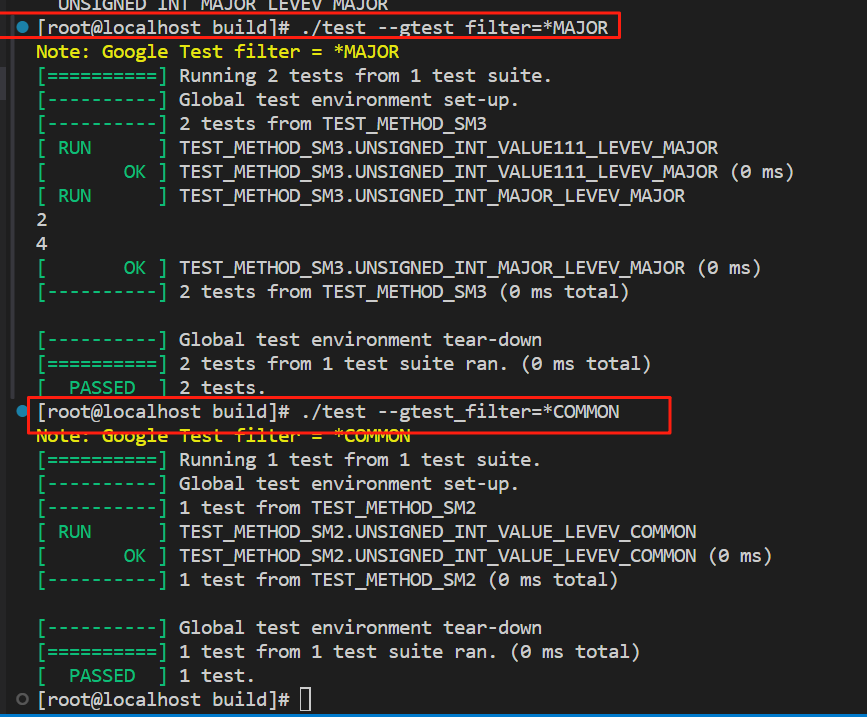 UNSIGNED_INT_MAJOR_LEVEV_MAJOR
[root@localhost build]# ./test --gtest_filter=*MAJOR
Note: Google Test filter = *MAJOR
[==========] Running 2 tests from 1 test suite.
[----------] Global test environment set-up.
[----------] 2 tests from TEST_METHOD_SM3
[ RUN      ] TEST_METHOD_SM3.UNSIGNED_INT_VALUE111_LEVEV_MAJOR
[       OK ] TEST_METHOD_SM3.UNSIGNED_INT_VALUE111_LEVEV_MAJOR (0 ms)
[ RUN      ] TEST_METHOD_SM3.UNSIGNED_INT_MAJOR_LEVEV_MAJOR
2
4
[       OK ] TEST_METHOD_SM3.UNSIGNED_INT_MAJOR_LEVEV_MAJOR (0 ms)
[----------] 2 tests from TEST_METHOD_SM3 (0 ms total)
[----------] Global test environment tear-down
[==========] 2 tests from 1 test suite ran. (0 ms total)
[  PASSED  ] 2 tests.
[root@localhost build]# ./test --gtest_filter=*COMMON
Note: Google Test filter = *COMMON
[==========] Running 1 test from 1 test suite.
[----------] Global test environment set-up.
[----------] 1 test from TEST_METHOD_SM2
[ RUN      ] TEST_METHOD_SM2.UNSIGNED_INT_VALUE_LEVEV_COMMON
[       OK ] TEST_METHOD_SM2.UNSIGNED_INT_VALUE_LEVEV_COMMON (0 ms)
[----------] 1 test from TEST_METHOD_SM2 (0 ms total)
[----------] Global test environment tear-down
[==========] 1 test from 1 test suite ran. (0 ms total)
[  PASSED  ] 1 test.
[root@localhost build]#